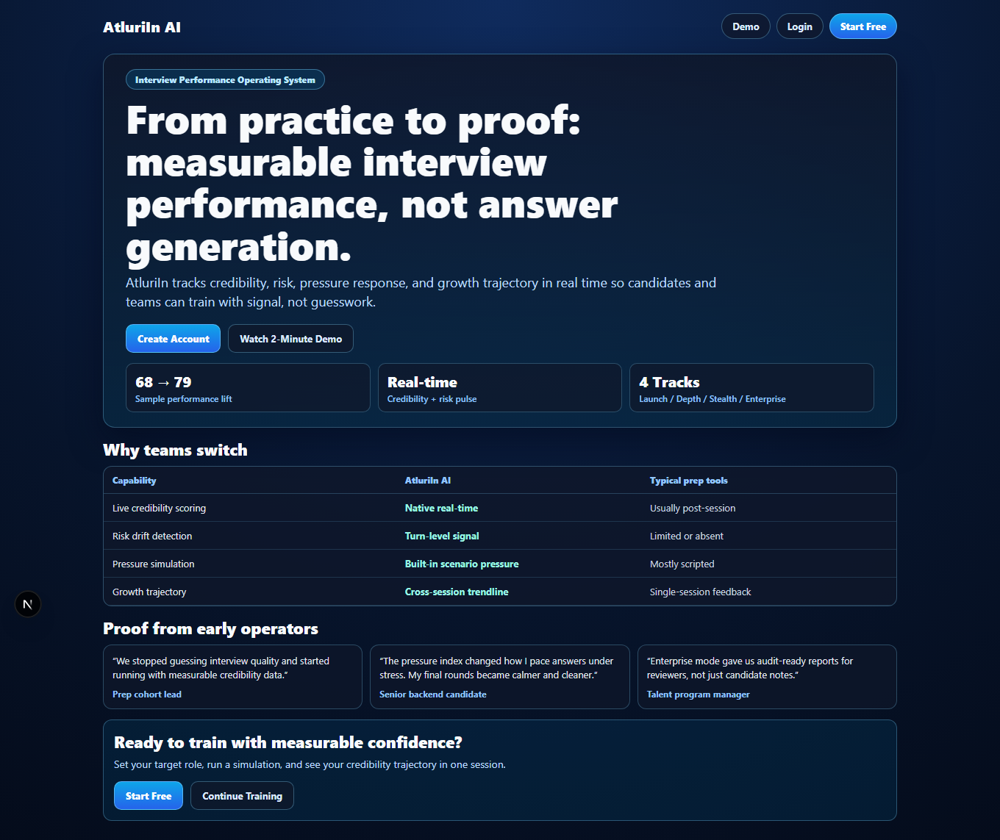 AtluriIn AI
Demo
Login
Start Free
Interview Performance Operating System
From practice to proof:
measurable interview
performance, not answer
generation.
AtluriIn tracks credibility, risk, pressure response, and growth trajectory in real time so candidates and
teams can train with signal, not guesswork.
Create Account
Watch 2-Minute Demo
68 → 79
Sample performance lift
Real-time
Credibility + risk pulse
4 Tracks
Launch / Depth / Stealth / Enterprise
Why teams switch
Capability AtluriIn AI Typical prep tools
Live credibility scoring Native real-time Usually post-session
Risk drift detection Turn-level signal Limited or absent
Pressure simulation Built-in scenario pressure Mostly scripted
Growth trajectory Cross-session trendline Single-session feedback
N
Proof from early operators
“We stopped guessing interview quality and started
running with measurable credibility data.”
Prep cohort lead
“The pressure index changed how I pace answers under
stress. My final rounds became calmer and cleaner.”
Senior backend candidate
“Enterprise mode gave us audit-ready reports for
reviewers, not just candidate notes.”
Talent program manager
Ready to train with measurable confidence?
Set your target role, run a simulation, and see your credibility trajectory in one session.
Start Free
Continue Training